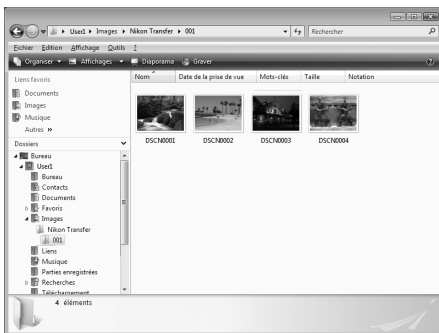 User1 Images Nikon Transfer 001 Rechercher
Fichier Edition Affichage Outils ?
Organiser Affichages Diaporama Graver
Liens favoris
Documents
Images
Musique
Autres »
Dossiers
Bureau
User1
Bureau
Contacts
Documents
Favoris
Images
Nikon Transfer
001
Liens
Musique
Parties enregistrées
Recherches
Téléchargement
Nom Date de la prise de vue Mots-clés Taille Notation
DSCN0001 DSCN0002 DSCN0003 DSCN0004
4 éléments